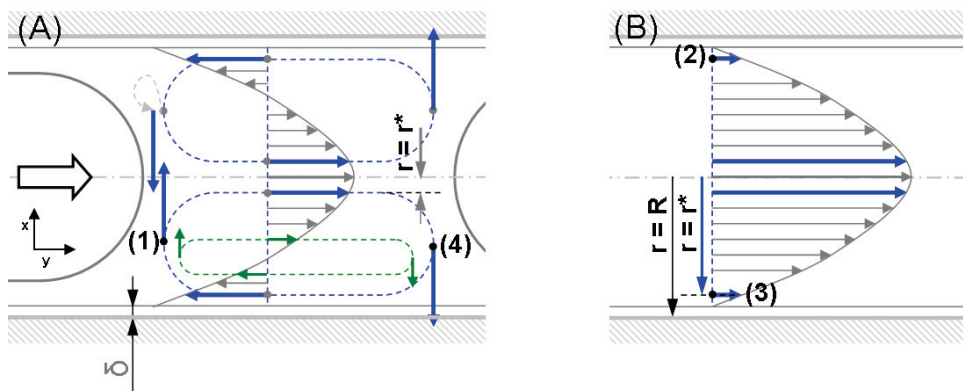 (A)
r = r*
x
y
(1)
(4)
δ
(B)
(2)
r = R
r = r*
(3)